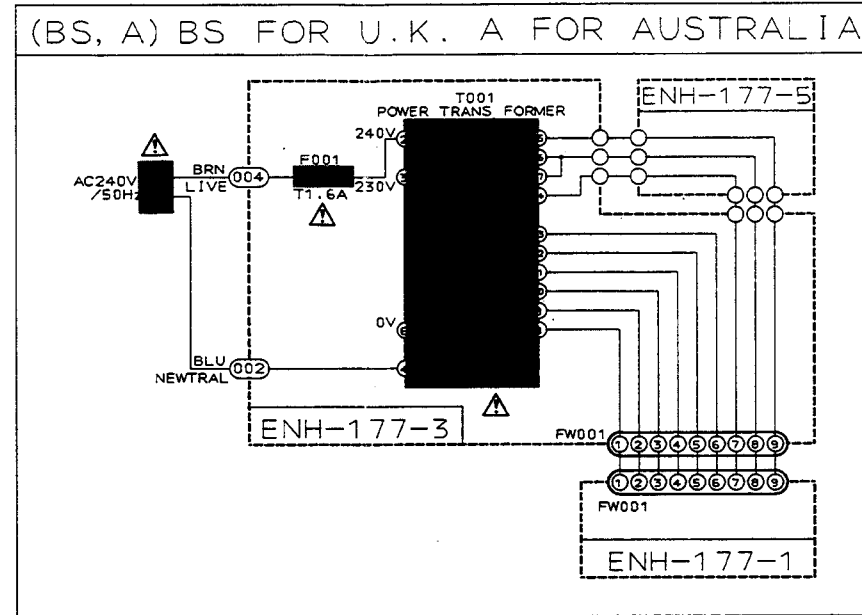 (BS, A) BS FOR U.K. A FOR AUSTRALIA
T001
POWER TRANS FORMER
ENH-177-5
240V
F001
BRN
004
AC240V
/50Hz
LIVE
T1.6A
230V
0V
BLU
002
NEWTRAL
ENH-177-3
FW001
1 2 3 4 5 6 7 8 9
1 2 3 4 5 6 7 8 9
FW001
ENH-177-1